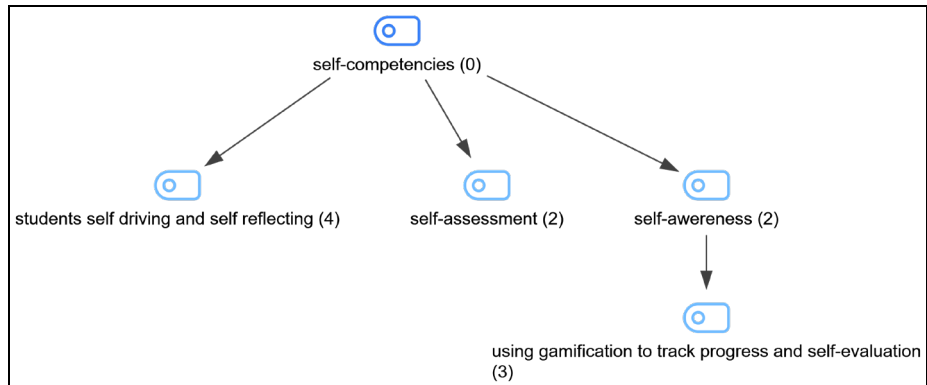 self-competencies (0)
students self driving and self reflecting (4)
self-assessment (2)
self-awereness (2)
using gamification to track progress and self-evaluation
(3)